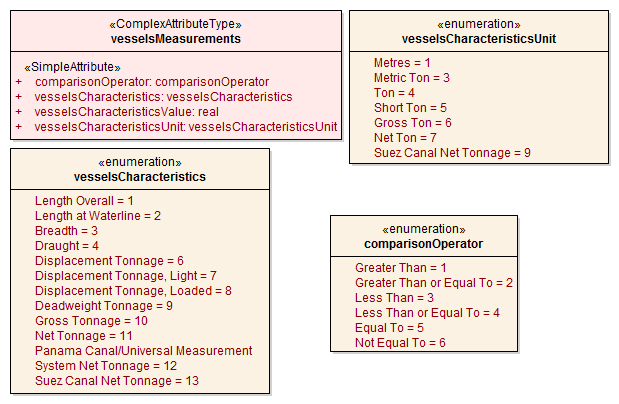 «ComplexAttributeType»
vesselsMeasurements
«SimpleAttribute»
+ comparisonOperator: comparisonOperator
+ vesselsCharacteristics: vesselsCharacteristics
+ vesselsCharacteristicsValue: real
+ vesselsCharacteristicsUnit: vesselsCharacteristicsUnit
«enumeration»
vesselsCharacteristicsUnit
Metres = 1
Metric Ton = 3
Ton = 4
Short Ton = 5
Gross Ton = 6
Net Ton = 7
Suez Canal Net Tonnage = 9
«enumeration»
vesselsCharacteristics
Length Overall = 1
Length at Waterline = 2
Breadth = 3
Draught = 4
Displacement Tonnage = 6
Displacement Tonnage, Light = 7
Displacement Tonnage, Loaded = 8
Deadweight Tonnage = 9
Gross Tonnage = 10
Net Tonnage = 11
Panama Canal/Universal Measurement
System Net Tonnage = 12
Suez Canal Net Tonnage = 13
«enumeration»
comparisonOperator
Greater Than = 1
Greater Than or Equal To = 2
Less Than = 3
Less Than or Equal To = 4
Equal To = 5
Not Equal To = 6